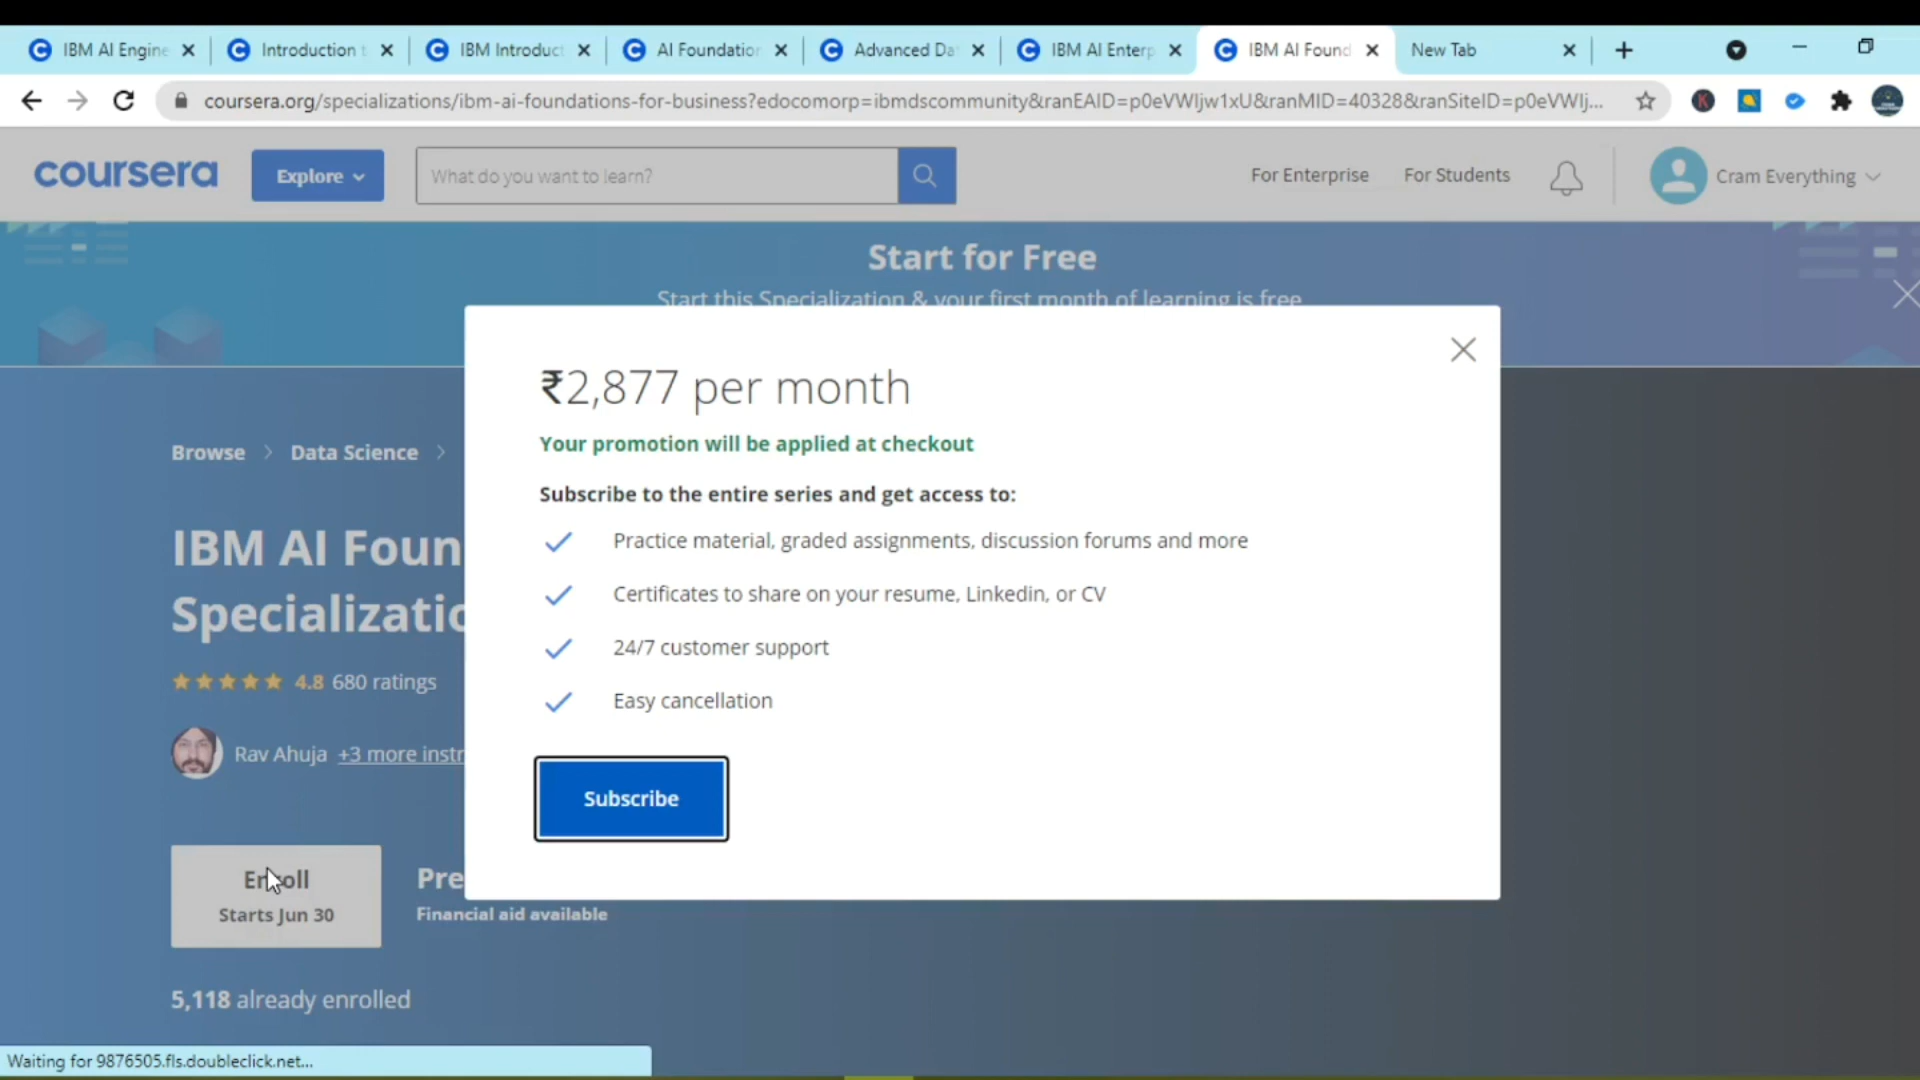 IBM AI Engine
Introduction t
IBM Introduct
AI Foundation
Advanced Da
IBM AI Enterp
IBM AI Found
New Tab
coursera.org/specializations/ibm-ai-foundations-for-business?edocomorp=ibmdscommunity&ranEAID=p0eVWIjw1xU&ranMID=40328&ranSiteID=p0eVWIj...
coursera
Explore
What do you want to learn?
For Enterprise
For Students
Cram Everything
Start for Free
Start this Specialization & your first month of learning is free
₹2,877 per month
Your promotion will be applied at checkout
Subscribe to the entire series and get access to:
Practice material, graded assignments, discussion forums and more
Certificates to share on your resume, Linkedin, or CV
24/7 customer support
Easy cancellation
Subscribe
Browse > Data Science >
IBM AI Foun
Specializatio
4.8 680 ratings
Rav Ahuja +3 more instr
Enroll
Starts Jun 30
Pre
Financial aid available
5,118 already enrolled
Waiting for 9876505.fls.doubleclick.net...